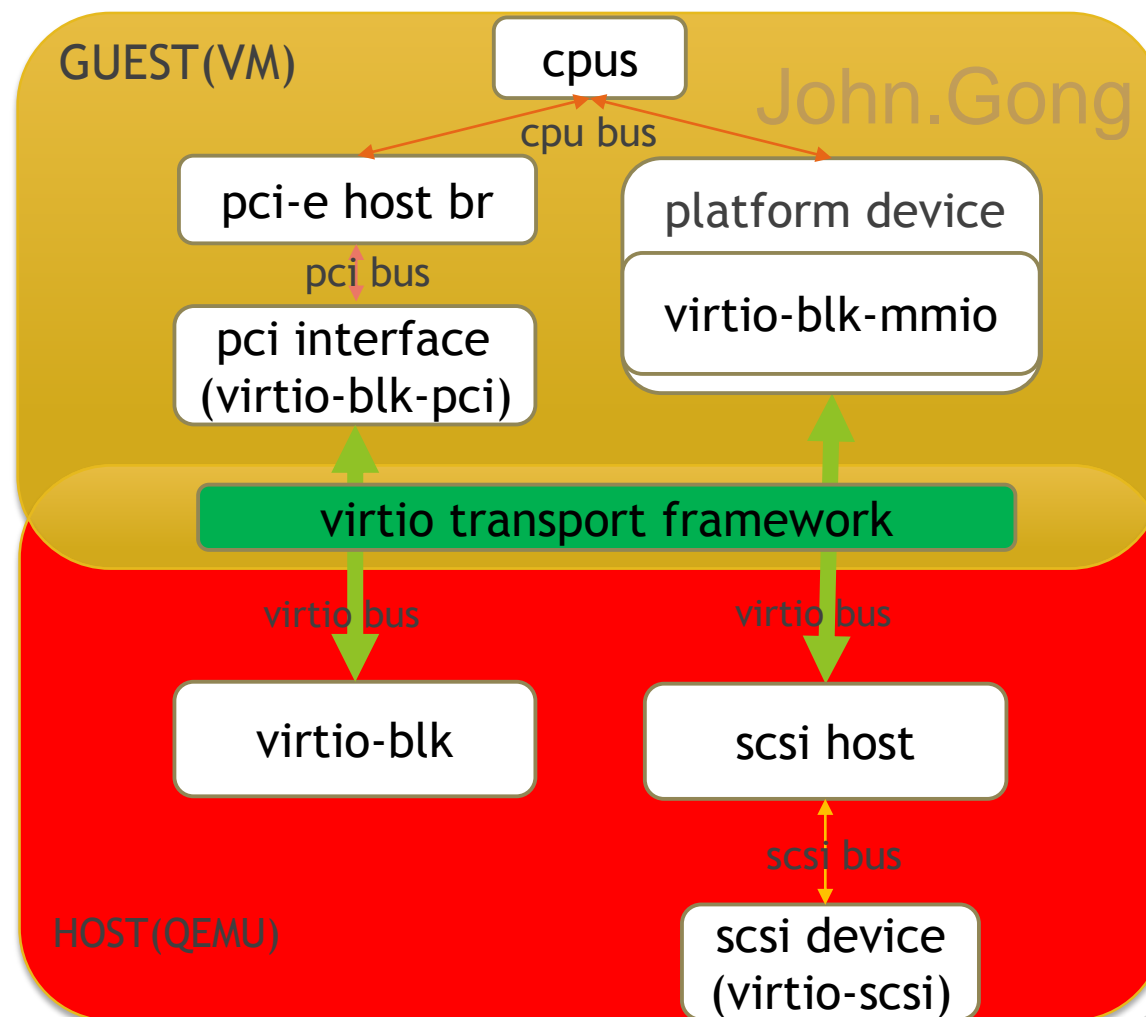 GUEST(VM)
cpus
John.Gong
cpu bus
pci-e host br
platform device
pci bus
virtio-blk-mmio
pci interface
(virtio-blk-pci)
virtio transport framework
virtio bus
virtio bus
virtio-blk
scsi host
scsi bus
HOST(QEMU)
scsi device
(virtio-scsi)